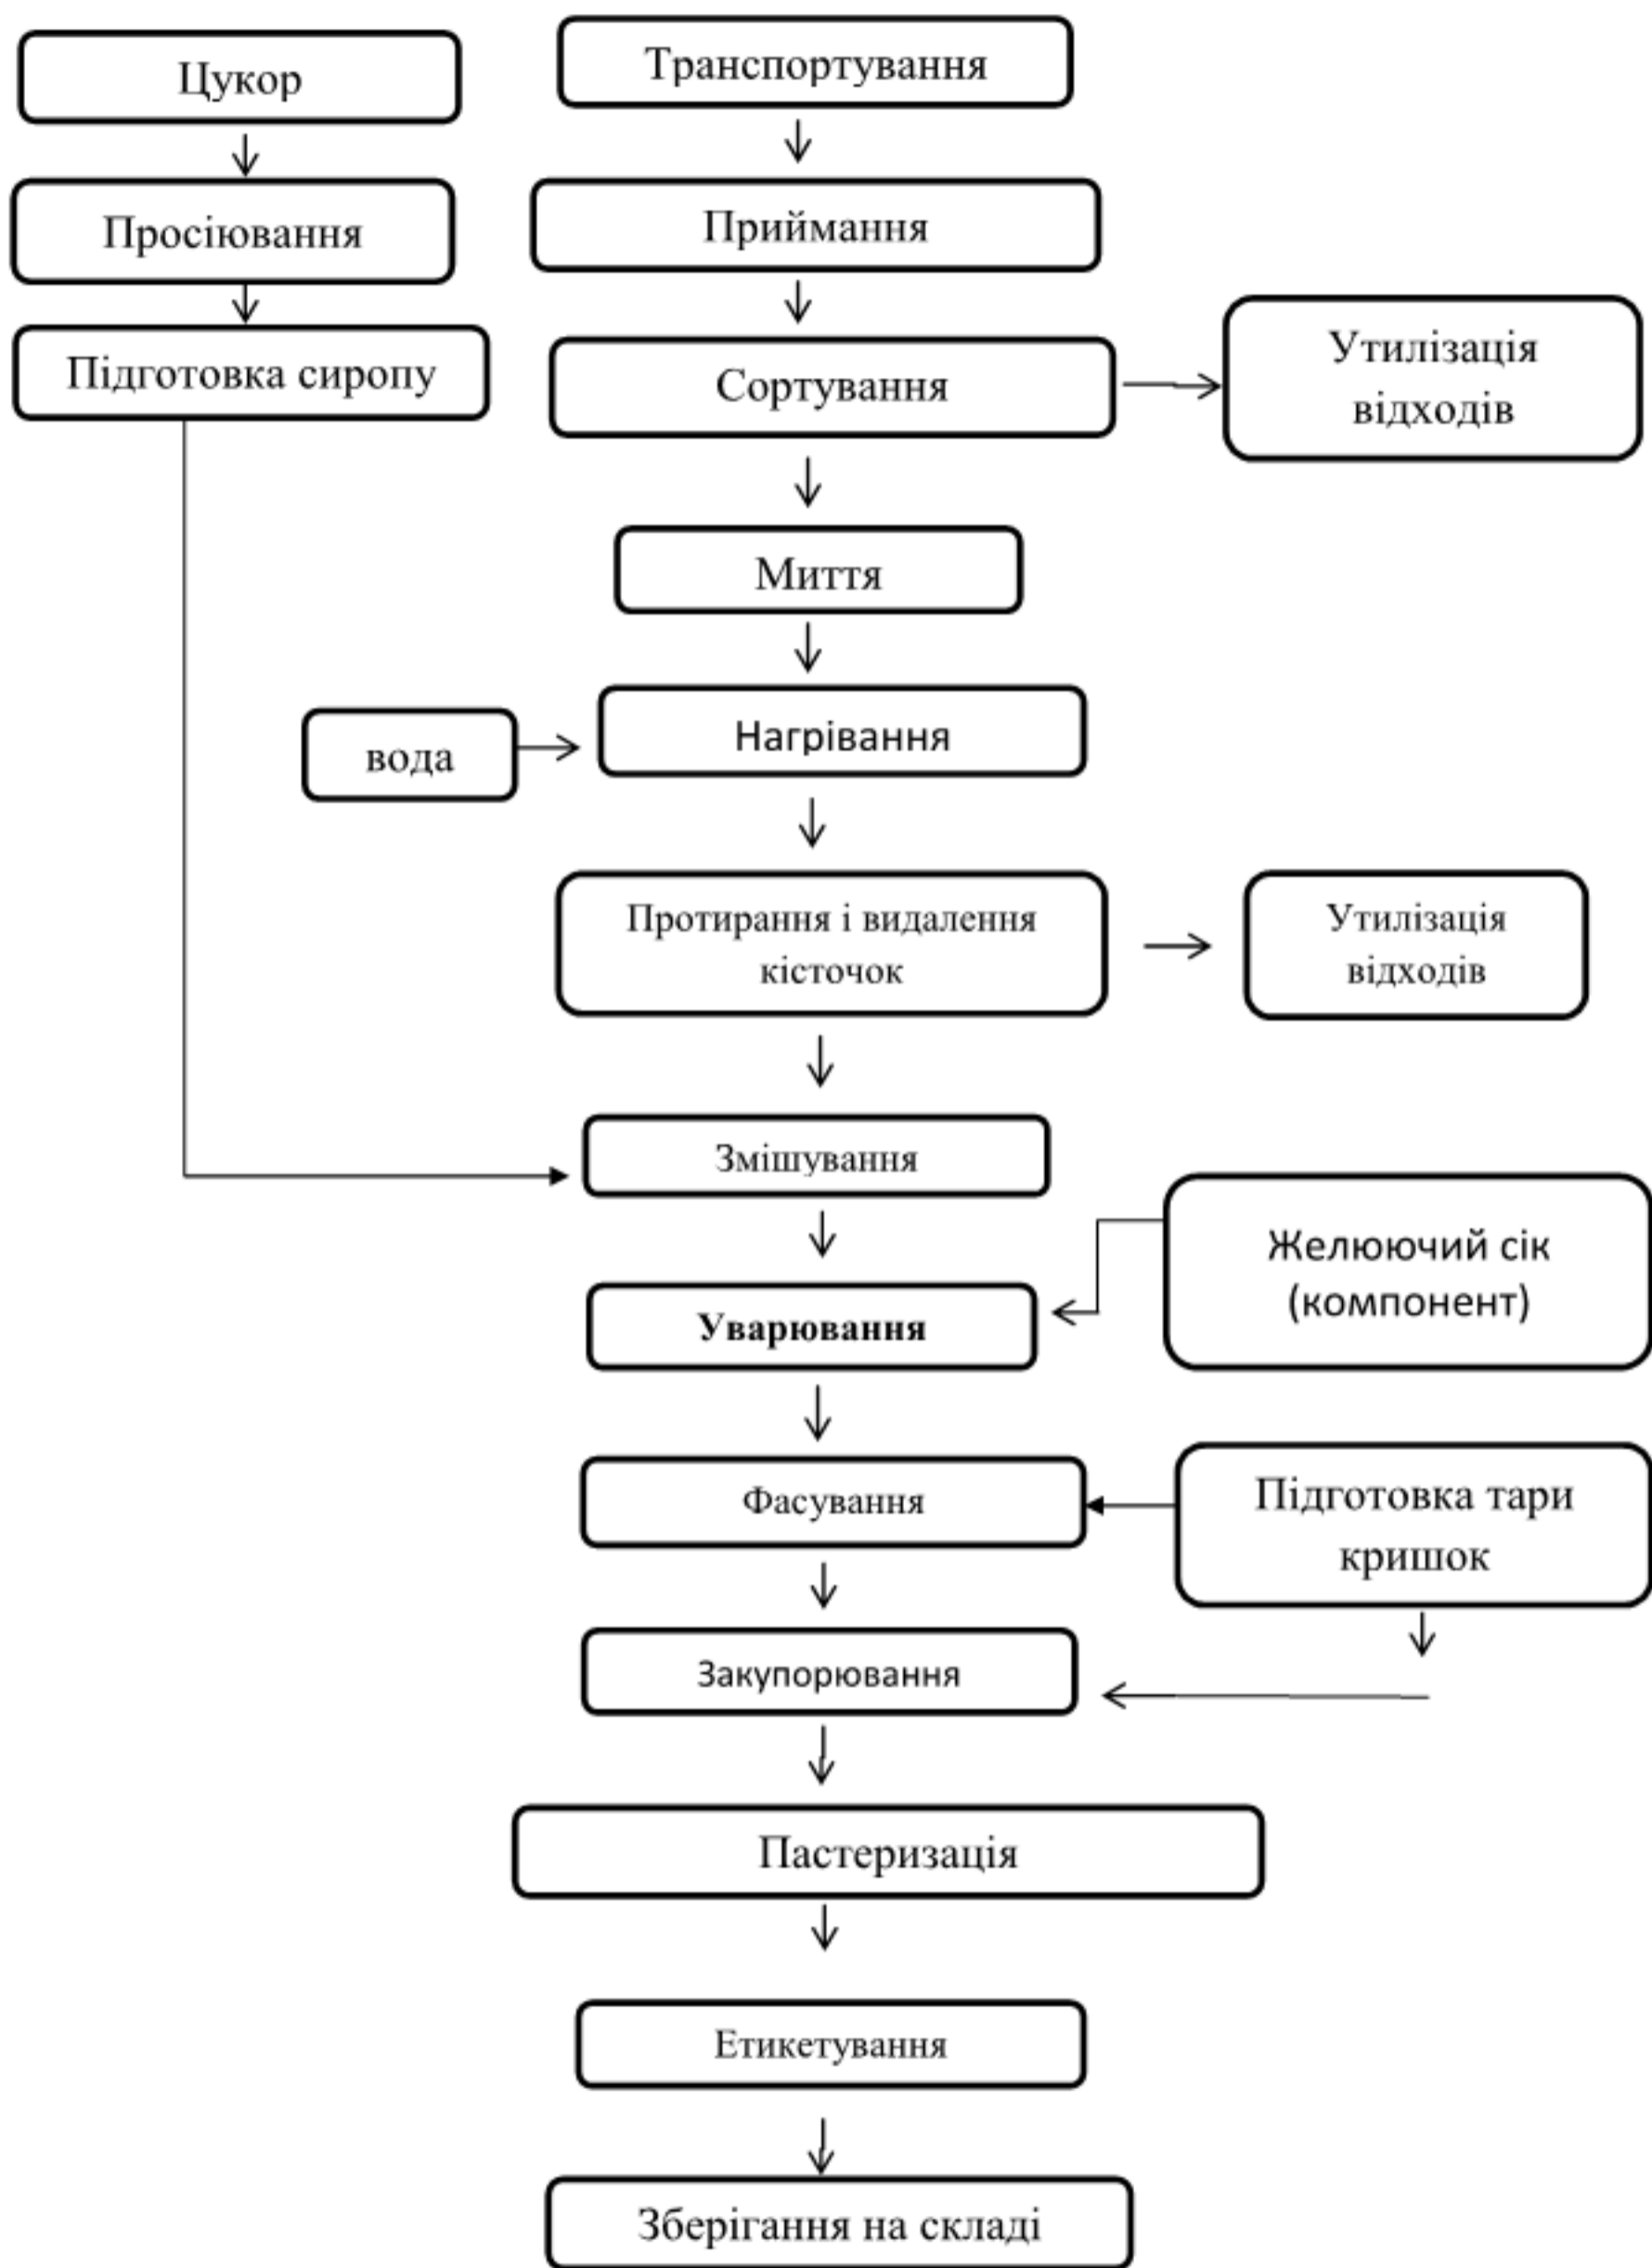 Цукор
Транспортування
Просіювання
Приймання
Підготовка сиропу
Сортування
Утилізація
відходів
Миття
вода
Нагрівання
Протирання і видалення
кісточок
Утилізація
відходів
Змішування
Желюючий сік
(компонент)
Уварювання
Фасування
Підготовка тари
кришок
Закупорювання
Пастеризація
Етикетування
Зберігання на складі